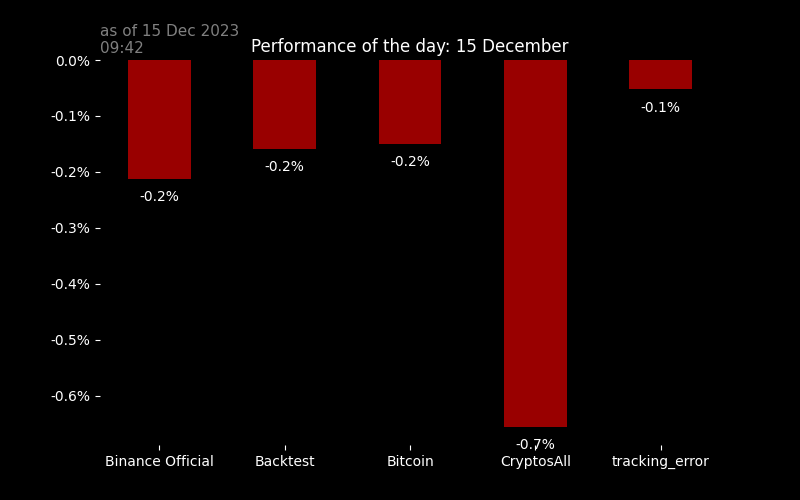 as of 15 Dec 2023
09:42
Performance of the day: 15 December
0.0%
-0.1%
-0.2%
-0.3%
-0.4%
-0.5%
-0.6%
-0.2%
-0.2%
-0.2%
-0.7%
-0.1%
Binance Official
Backtest
Bitcoin
CryptosAll
tracking_error